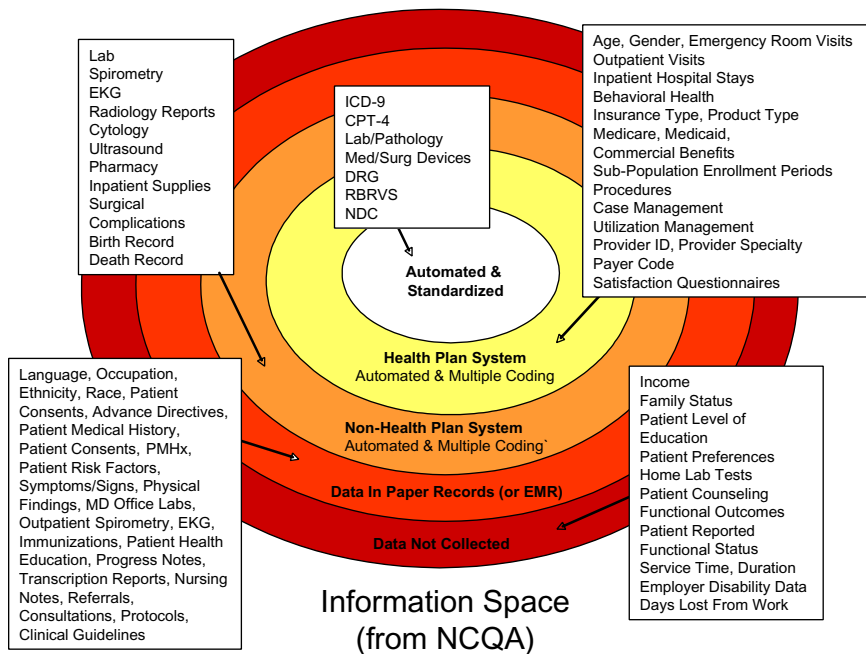 Lab
Spirometry
EKG
Radiology Reports
Cytology
Ultrasound
Pharmacy
Inpatient Supplies
Surgical
Complications
Birth Record
Death Record
ICD-9
CPT-4
Lab/Pathology
Med/Surg Devices
DRG
RBRVS
NDC
Age, Gender, Emergency Room Visits
Outpatient Visits
Inpatient Hospital Stays
Behavioral Health
Insurance Type, Product Type
Medicare, Medicaid,
Commercial Benefits
Sub-Population Enrollment Periods
Procedures
Case Management
Utilization Management
Provider ID, Provider Specialty
Payer Code
Satisfaction Questionnaires
Automated &
Standardized
Health Plan System
Automated & Multiple Coding
Non-Health Plan System
Automated & Multiple Coding`
Data In Paper Records (or EMR)
Data Not Collected
Language, Occupation,
Ethnicity, Race, Patient
Consents, Advance Directives,
Patient Medical History,
Patient Consents, PMHx,
Patient Risk Factors,
Symptoms/Signs, Physical
Findings, MD Office Labs,
Outpatient Spirometry, EKG,
Immunizations, Patient Health
Education, Progress Notes,
Transcription Reports, Nursing
Notes, Referrals,
Consultations, Protocols,
Clinical Guidelines
Income
Family Status
Patient Level of
Education
Patient Preferences
Home Lab Tests
Patient Counseling
Functional Outcomes
Patient Reported
Functional Status
Service Time, Duration
Employer Disability Data
Days Lost From Work
Information Space
(from NCQA)